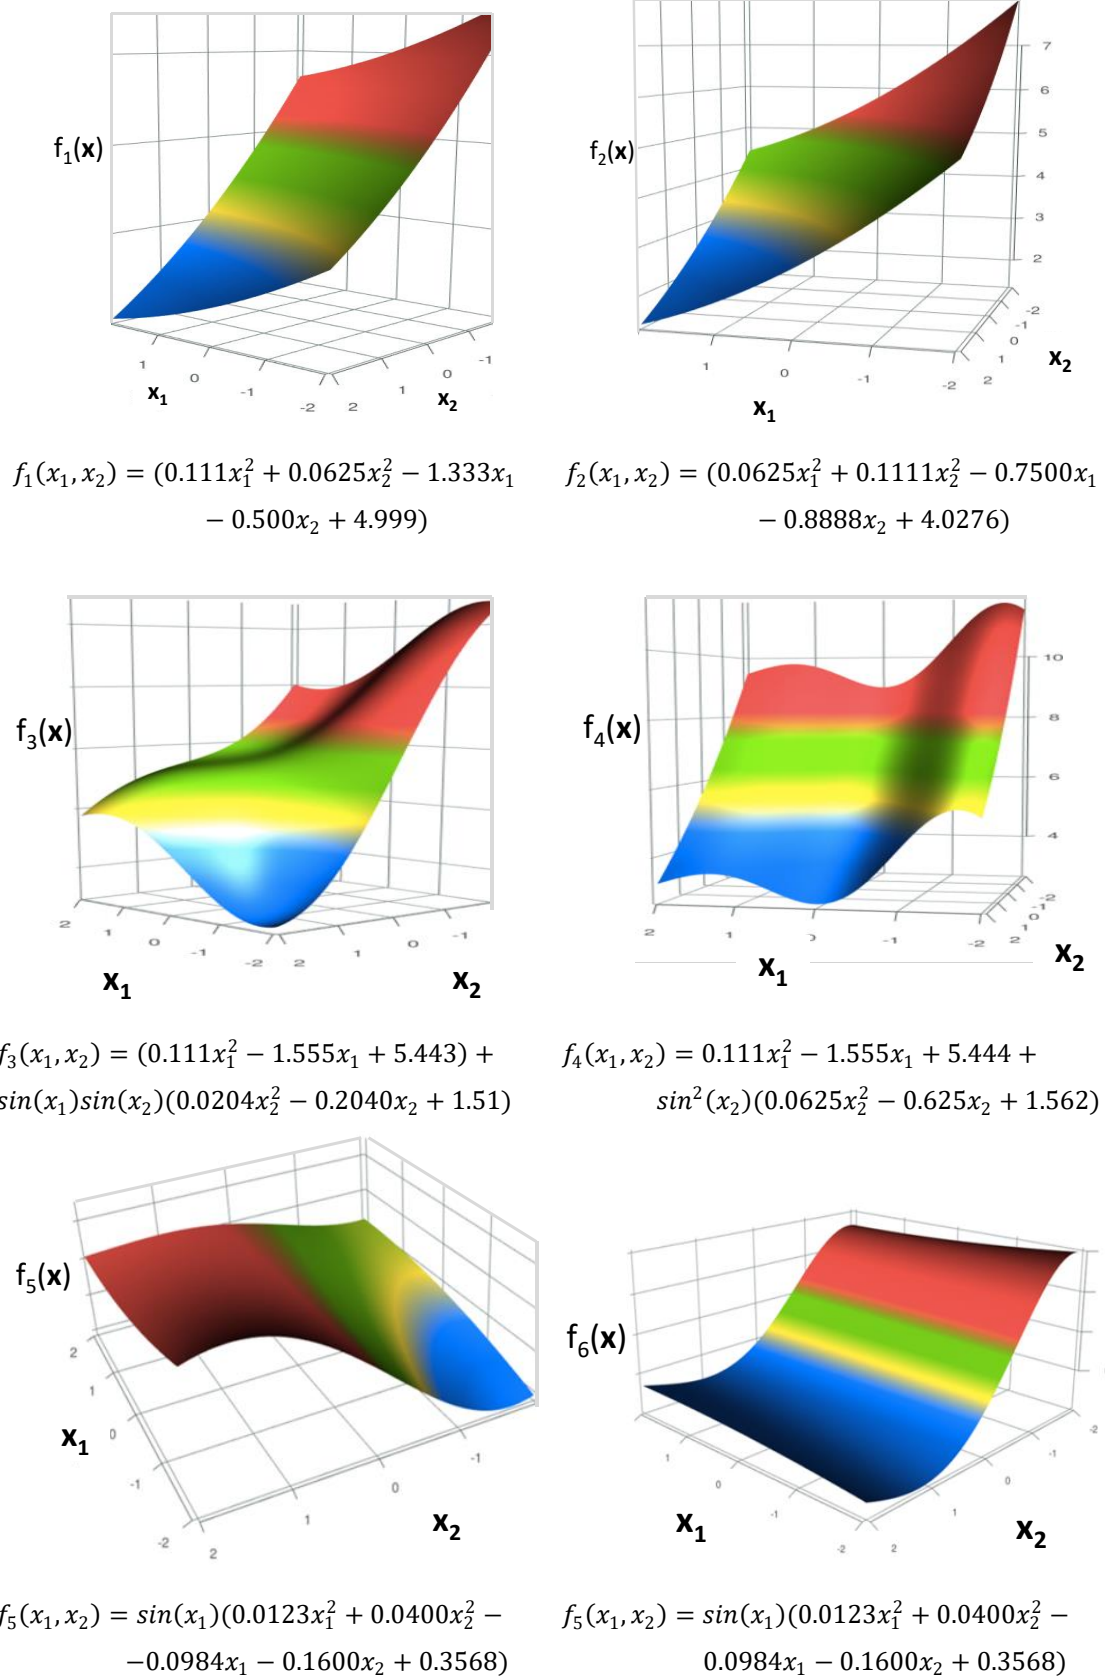 7
6
f₁(x) f₂(x) 5
4
3
2
1 0 -1 -2 2 1 0 -1
x₁ x₂
1 0 -1 -2 2 1 0 -1 -2
x₁ x₂
f₁(x₁, x₂) = (0.111x₁² + 0.0625x₂² − 1.333x₁
− 0.500x₂ + 4.999)
f₂(x₁, x₂) = (0.0625x₁² + 0.1111x₂² − 0.7500x₁
− 0.8888x₂ + 4.0276)
f₃(x)
2 1 0 -1 -2 2 1 0 -1
x₁ x₂
f₄(x)
10
8
6
4
2 1 0 -1 -2 2 1 0 -1 -2
x₁ x₂
f₃(x₁, x₂) = (0.111x₁² − 1.555x₁ + 5.443) +
sin(x₁)sin(x₂)(0.0204x₂² − 0.2040x₂ + 1.51)
f₄(x₁, x₂) = 0.111x₁² − 1.555x₁ + 5.444 +
sin²(x₂)(0.0625x₂² − 0.625x₂ + 1.562)
f₅(x)
2 1 0 -1 -2 2 1 0 -1
x₁ x₂
f₆(x)
1 0 -1 -2 2 1 0 -1 -2
x₁ x₂
f₅(x₁, x₂) = sin(x₁)(0.0123x₁² + 0.0400x₂² −
−0.0984x₁ − 0.1600x₂ + 0.3568)
f₅(x₁, x₂) = sin(x₁)(0.0123x₁² + 0.0400x₂² −
0.0984x₁ − 0.1600x₂ + 0.3568)